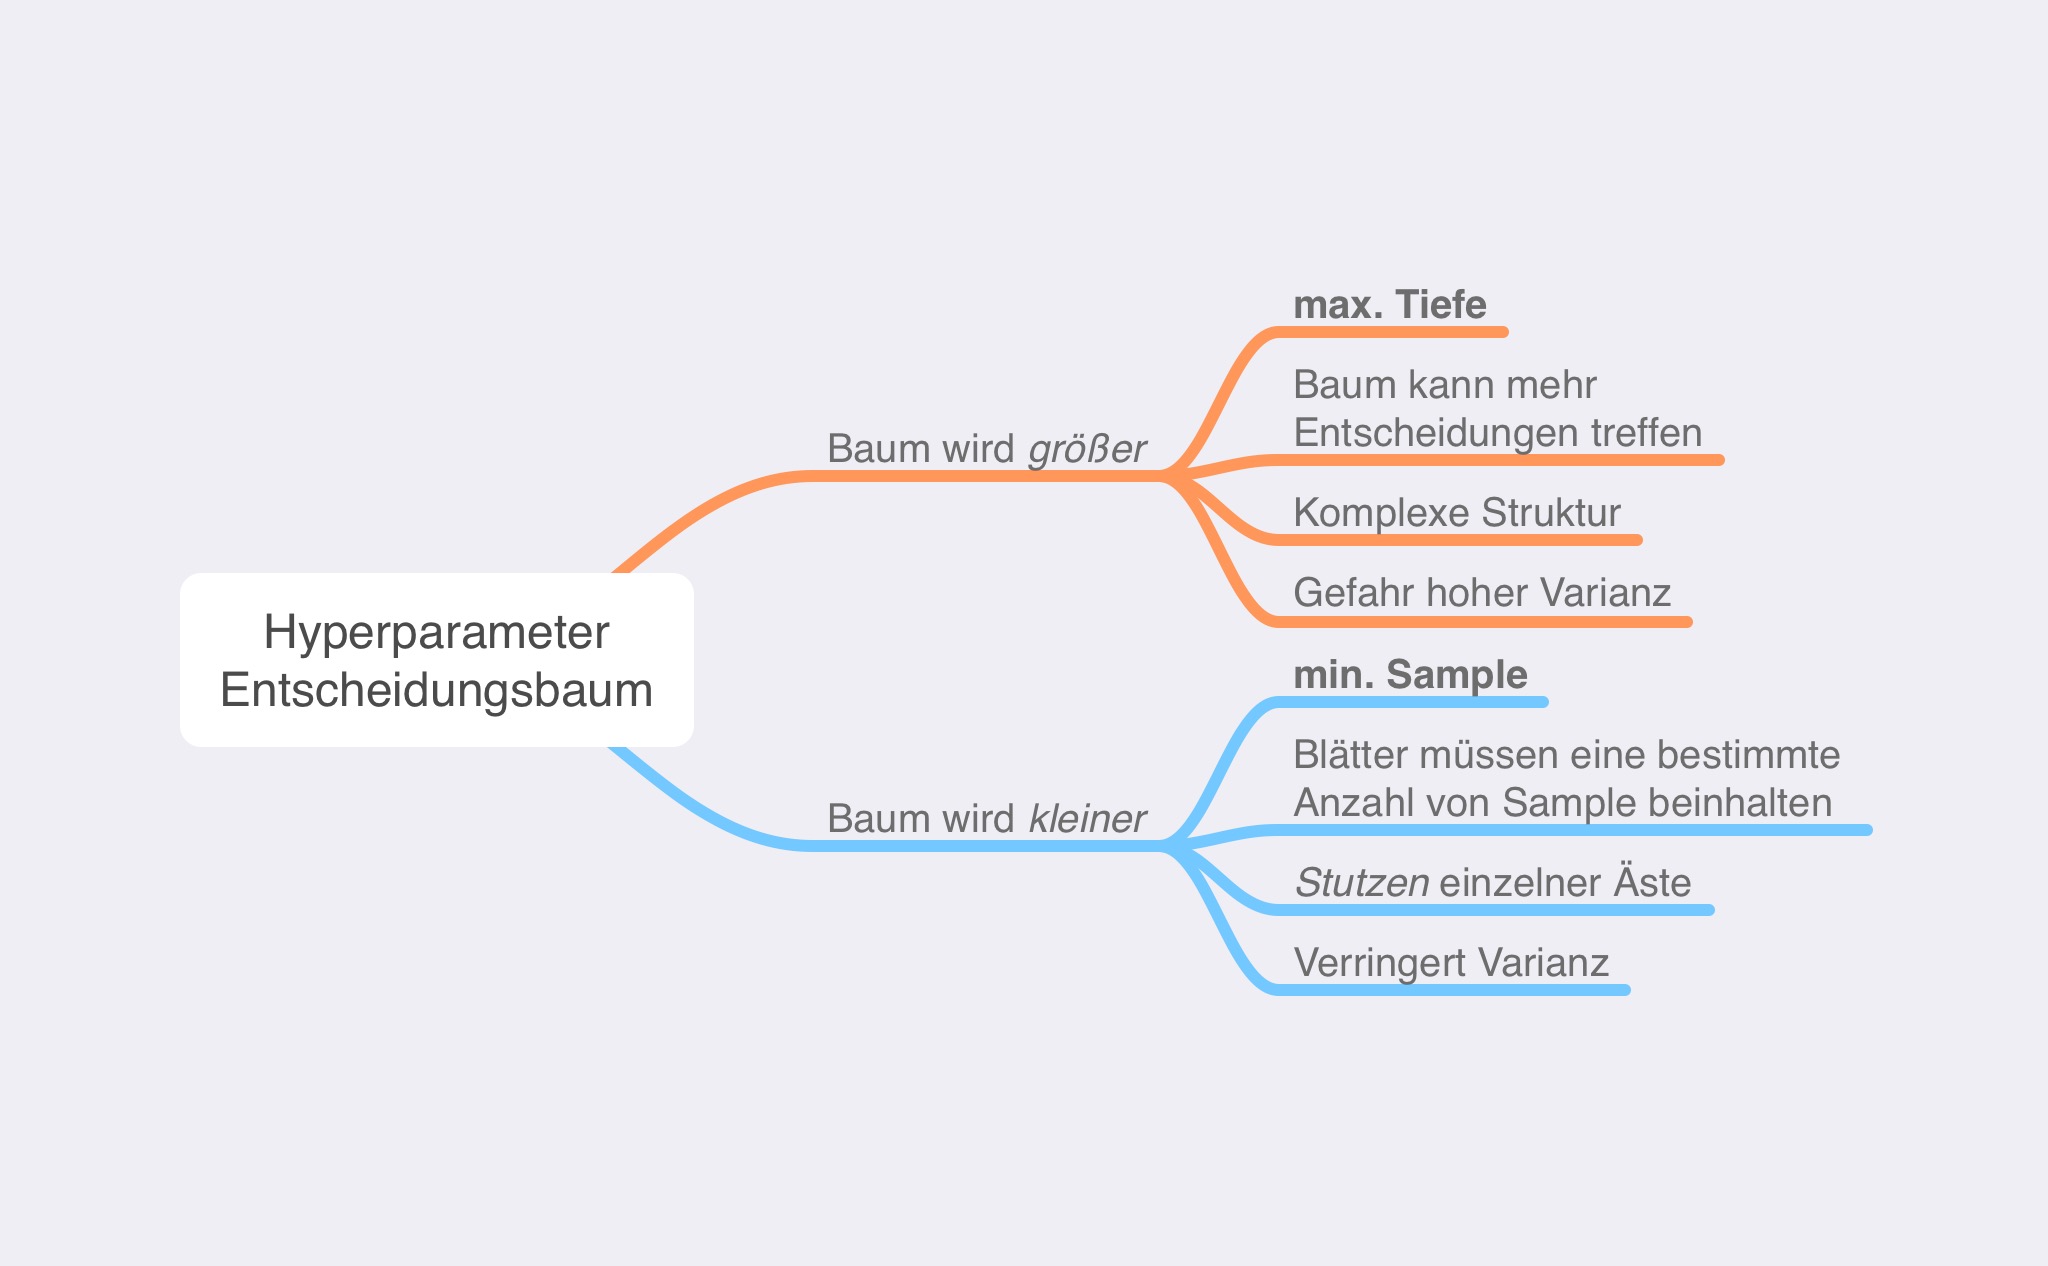 Hyperparameter
Entscheidungsbaum
Baum wird größer
max. Tiefe
Baum kann mehr
Entscheidungen treffen
Komplexe Struktur
Gefahr hoher Varianz
Baum wird kleiner
min. Sample
Blätter müssen eine bestimmte
Anzahl von Sample beinhalten
Stutzen einzelner Äste
Verringert Varianz